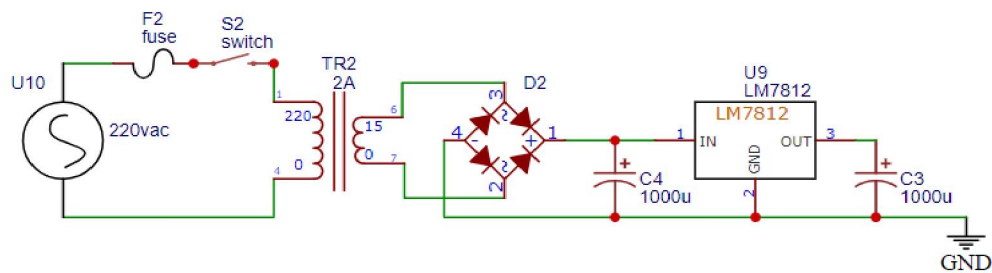 F2
fuse
S2
switch
U10
220vac
TR2
2A
1
220
0
4
6
15
0
7
D2
3
4
-
+
1
2
U9
LM7812
LM7812
1
IN
OUT
3
GND
2
+
C4
1000u
+
C3
1000u
GND